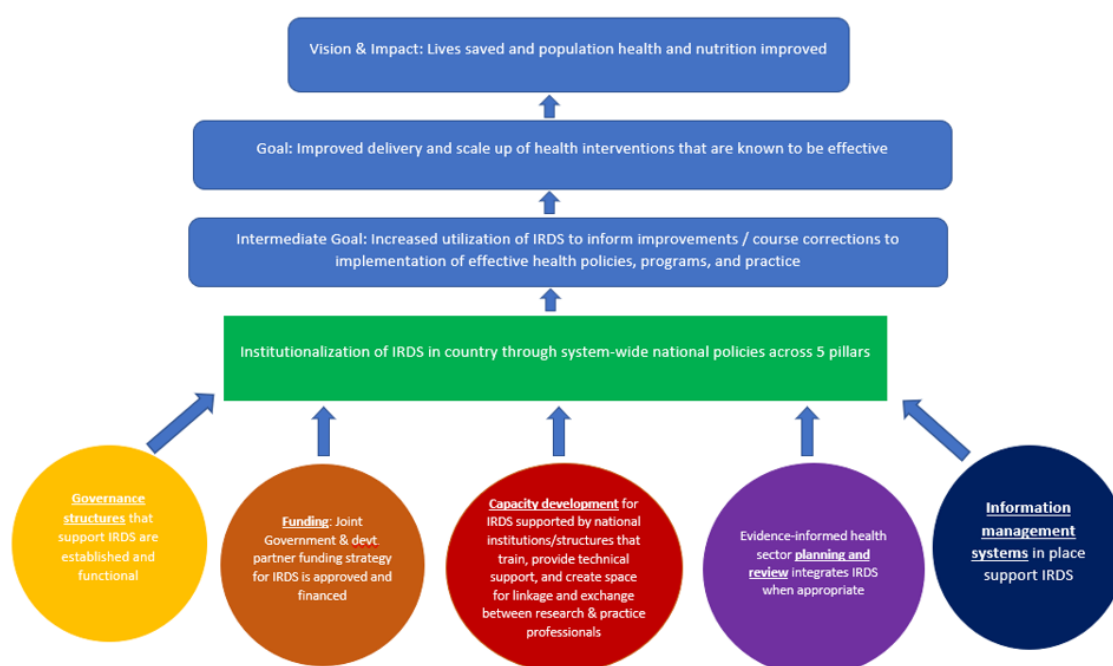 Vision & Impact: Lives saved and population health and nutrition improved
Goal: Improved delivery and scale up of health interventions that are known to be effective
Intermediate Goal: Increased utilization of IRDS to inform improvements / course corrections to
implementation of effective health policies, programs, and practice
Institutionalization of IRDS in country through system-wide national policies across 5 pillars
Governance
structures that
support IRDS are
established and
functional
Funding: Joint
Government & devt.
partner funding strategy
for IRDS is approved and
financed
Capacity development for
IRDS supported by national
institutions/structures that
train, provide technical
support, and create space
for linkage and exchange
between research & practice
professionals
Evidence-informed health
sector planning and
review integrates IRDS
when appropriate
Information
management
systems in place
support IRDS